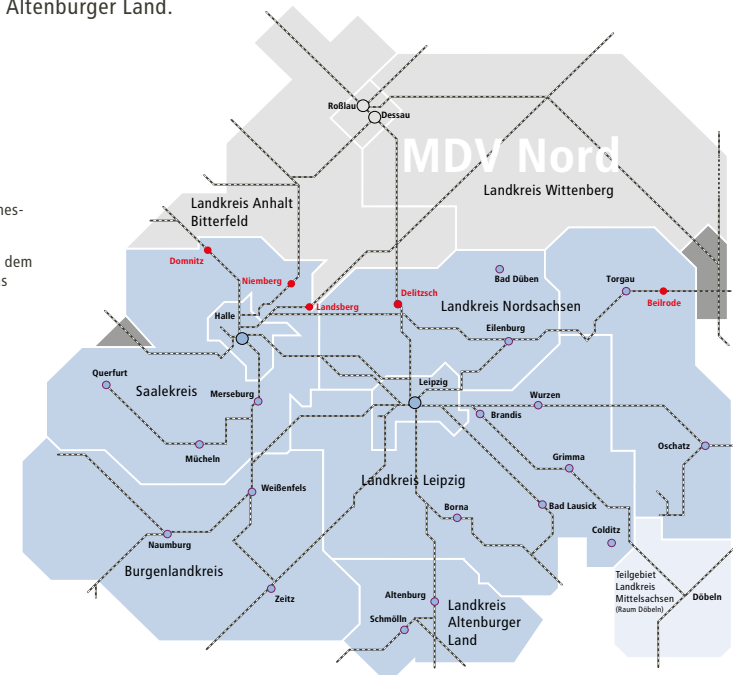 Altenburger Land.
nes-
dem
s
Roßlau
Dessau
MDV Nord
Landkreis Wittenberg
Landkreis Anhalt
Bitterfeld
Domnitz
Niemberg
Landsberg
Delitzsch
Bad Düben
Torgau
Beilrode
Landkreis Nordsachsen
Halle
Eilenburg
Querfurt
Saalekreis
Merseburg
Leipzig
Wurzen
Brandis
Mücheln
Oschatz
Grimma
Landkreis Leipzig
Weißenfels
Borna
Bad Lausick
Colditz
Naumburg
Burgenlandkreis
Zeitz
Altenburg
Schmölln
Landkreis
Altenburger
Land
Teilgebiet
Landkreis
Mittelsachsen
(Raum Döbeln)
Döbeln